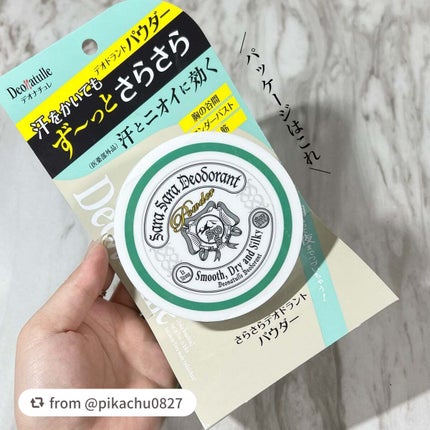 DeoNatulle
デオナチュレ
デオドラントパウダー
汗をかいても
ず〜っとさらさら
(医薬部外品)
汗とニオイに効く
胸の谷間
パッケージはこれ
Sara Sara Deodorant
Powder
Smooth, Dry and Silky
Deonatulle Deodorant
さらさらデオドラント
パウダー
from @pikachu0827